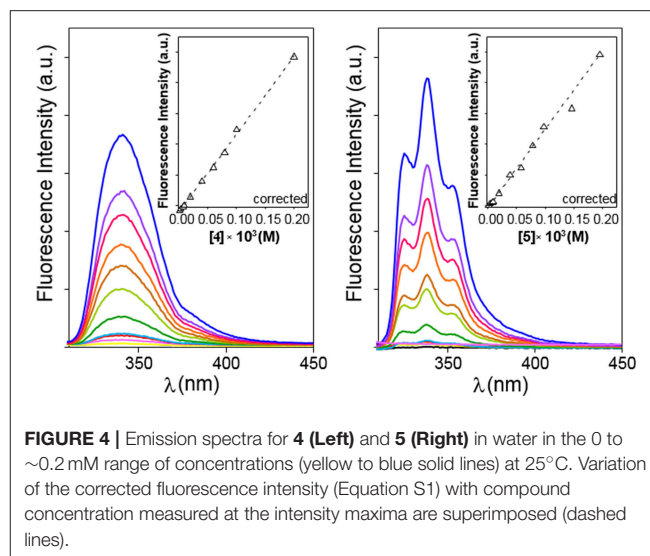 Fluorescence Intensity (a.u.)
Fluorescence Intensity (a.u.)
corrected
0.00 0.05 0.10 0.15 0.20
[4]× 10³(M)
350 400 450
λ(nm)
Fluorescence Intensity (a.u.)
Fluorescence Intensity (a.u.)
corrected
0.00 0.05 0.10 0.15 0.20
[5]× 10³(M)
350 400 450
λ(nm)
FIGURE 4 | Emission spectra for 4 (Left) and 5 (Right) in water in the 0 to
∼0.2 mM range of concentrations (yellow to blue solid lines) at 25°C. Variation
of the corrected fluorescence intensity (Equation S1) with compound
concentration measured at the intensity maxima are superimposed (dashed
lines).